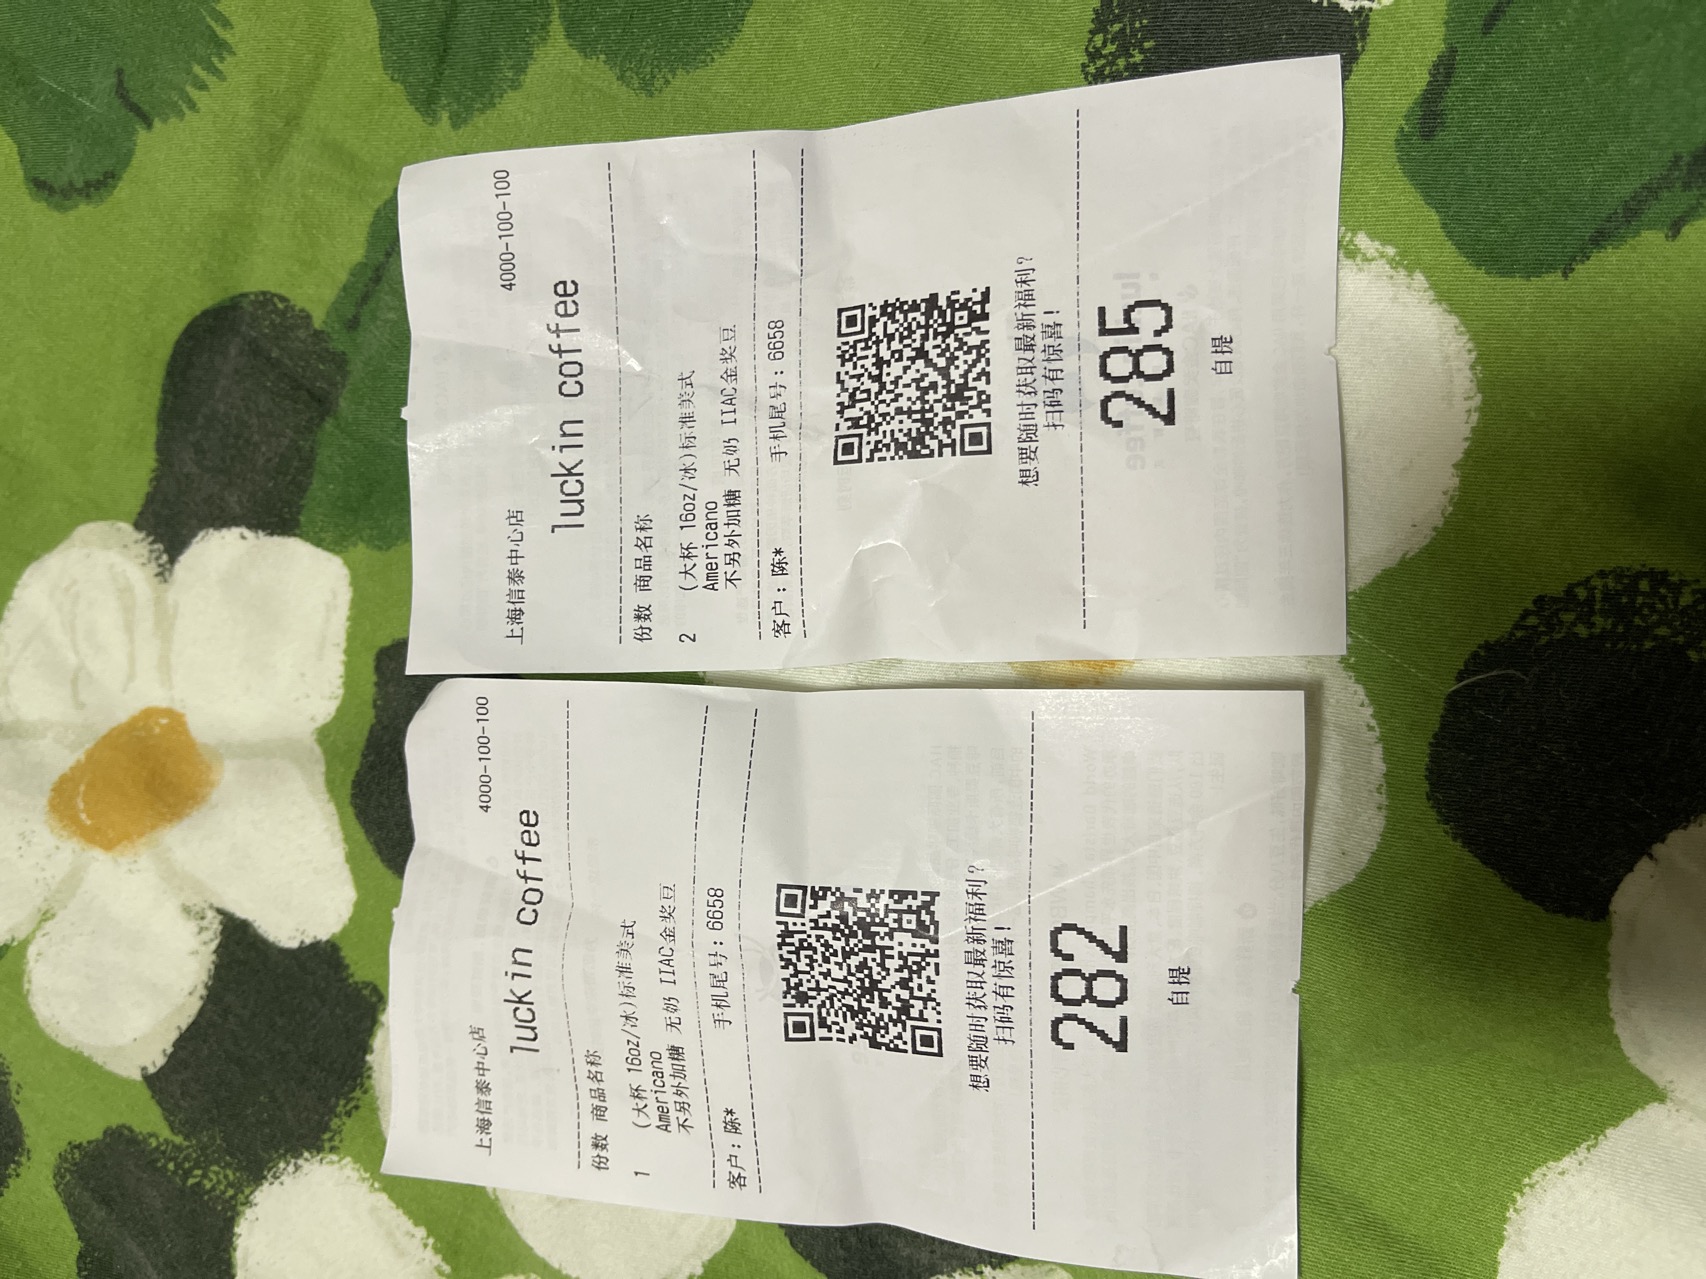 上海信泰中心店 4000-100-100
luckin coffee
份数 商品名称
1 (大杯 16oz/冰)标准美式
Americano
不另外加糖 无奶 IIAC金奖豆
客户:陈* 手机尾号:6658
想要随时获取最新福利?
扫码有惊喜!
282
自提
上海信泰中心店 4000-100-100
luckin coffee
份数 商品名称
2 (大杯 16oz/冰)标准美式
Americano
不另外加糖 无奶 IIAC金奖豆
客户:陈* 手机尾号:6658
想要随时获取最新福利?
扫码有惊喜!
285
自提